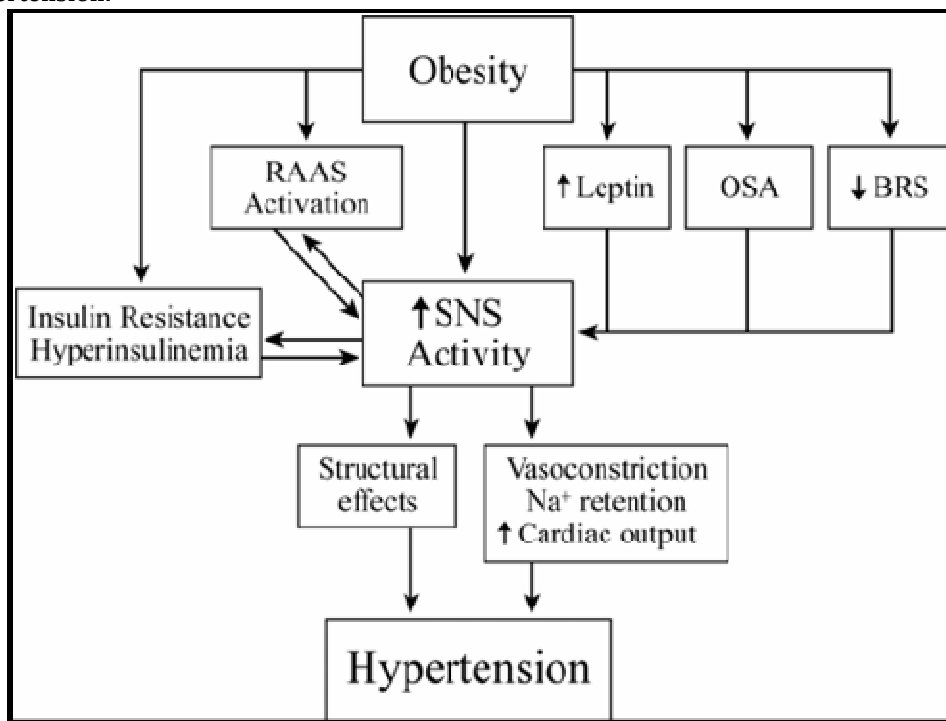 ertension.
Obesity
RAAS
Activation
↑ Leptin
OSA
↓ BRS
Insulin Resistance
Hyperinsulinemia
↑SNS
Activity
Structural
effects
Vasoconstriction
Na⁺ retention
↑ Cardiac output
Hypertension